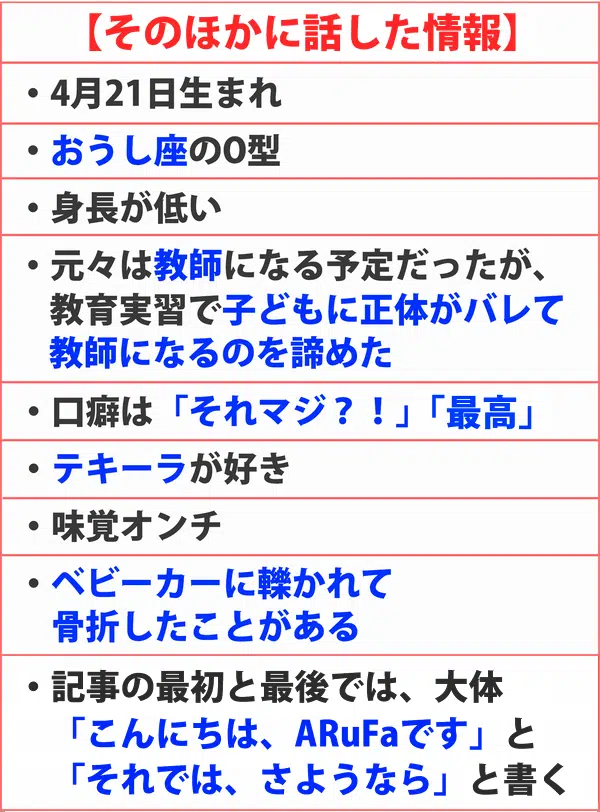 【そのほかに話した情報】
・4月21日生まれ
・おうし座のO型
・身長が低い
・元々は教師になる予定だったが、
教育実習で子どもに正体がバレて
教師になるのを諦めた
・口癖は「それマジ？！」「最高」
・テキーラが好き
・味覚オンチ
・ベビーカーに轢かれて
骨折したことがある
・記事の最初と最後では、大体
「こんにちは、ARuFaです」と
「それでは、さようなら」と書く